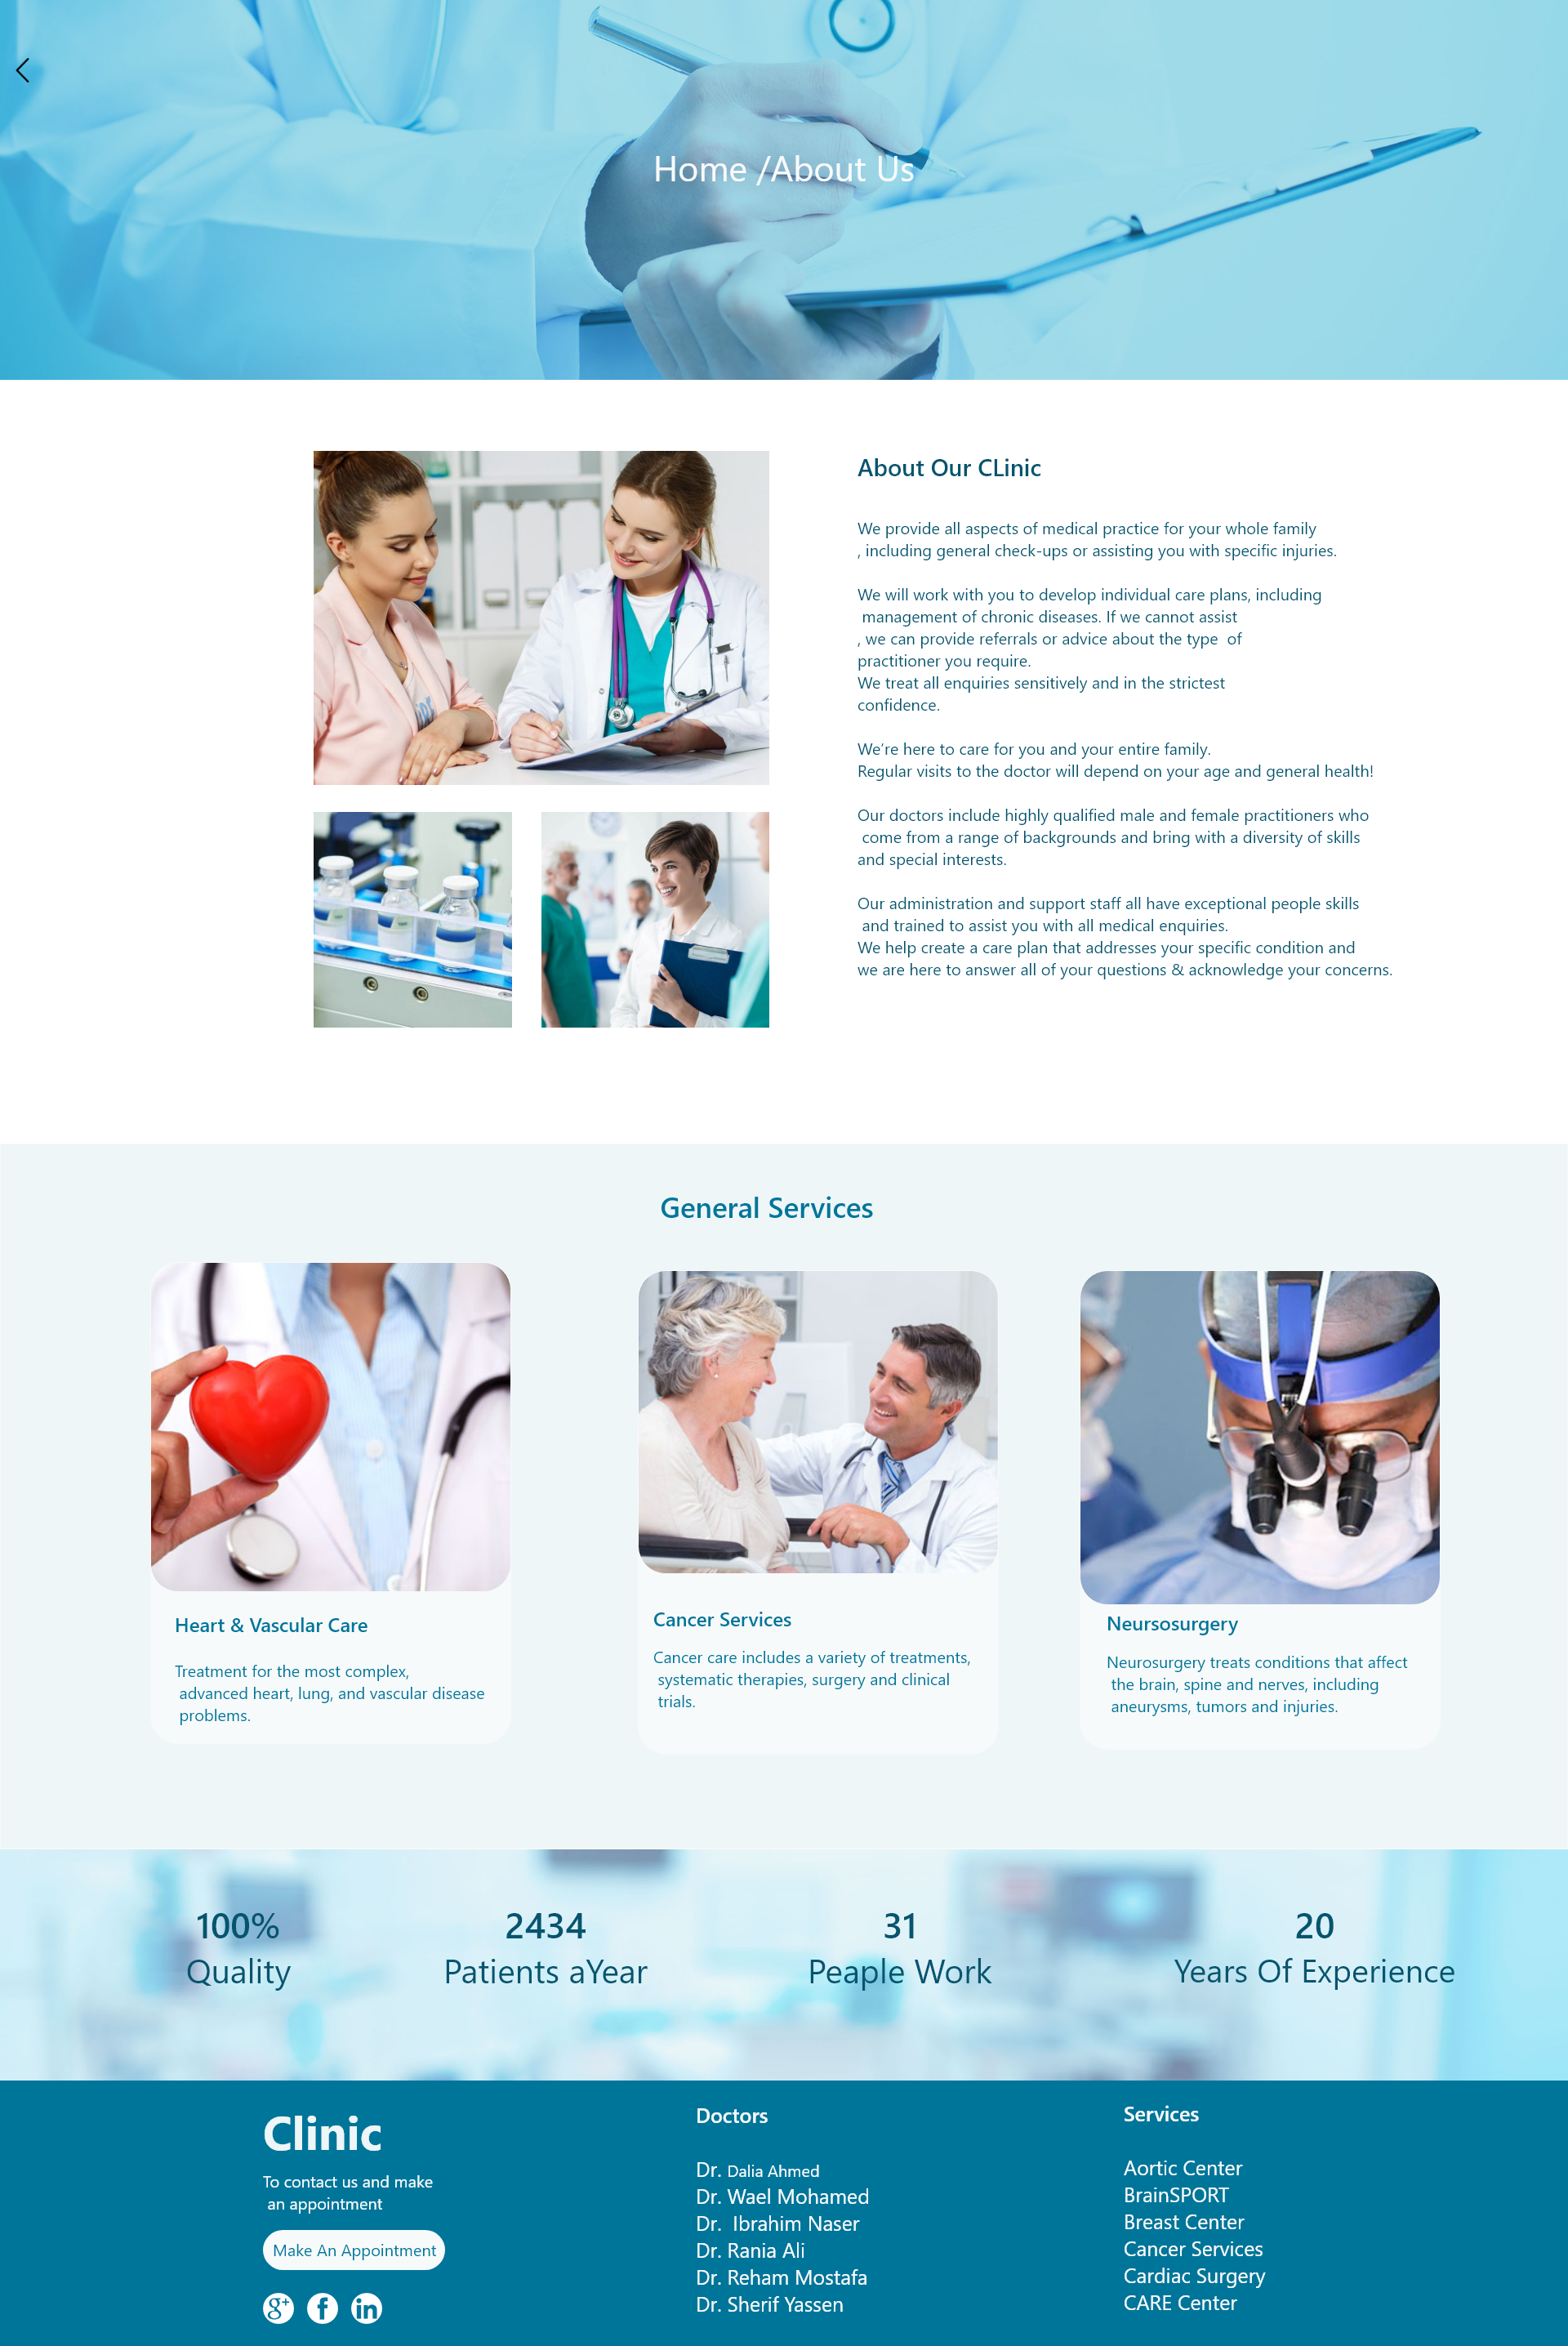 Home /About Us
About Our CLinic
We provide all aspects of medical practice for your whole family
, including general check-ups or assisting you with specific injuries.
We will work with you to develop individual care plans, including
management of chronic diseases. If we cannot assist
, we can provide referrals or advice about the type of
practitioner you require.
We treat all enquiries sensitively and in the strictest
confidence.
We’re here to care for you and your entire family.
Regular visits to the doctor will depend on your age and general health!
Our doctors include highly qualified male and female practitioners who
come from a range of backgrounds and bring with a diversity of skills
and special interests.
Our administration and support staff all have exceptional people skills
and trained to assist you with all medical enquiries.
We help create a care plan that addresses your specific condition and
we are here to answer all of your questions & acknowledge your concerns.
General Services
Heart & Vascular Care
Treatment for the most complex,
advanced heart, lung, and vascular disease
problems.
Cancer Services
Cancer care includes a variety of treatments,
systematic therapies, surgery and clinical
trials.
Neursosurgery
Neurosurgery treats conditions that affect
the brain, spine and nerves, including
aneurysms, tumors and injuries.
100%
Quality
2434
Patients aYear
31
Peaple Work
20
Years Of Experience
Clinic
To contact us and make
an appointment
Make An Appointment
g+ f in
Doctors
Dr. Dalia Ahmed
Dr. Wael Mohamed
Dr. Ibrahim Naser
Dr. Rania Ali
Dr. Reham Mostafa
Dr. Sherif Yassen
Services
Aortic Center
BrainSPORT
Breast Center
Cancer Services
Cardiac Surgery
CARE Center